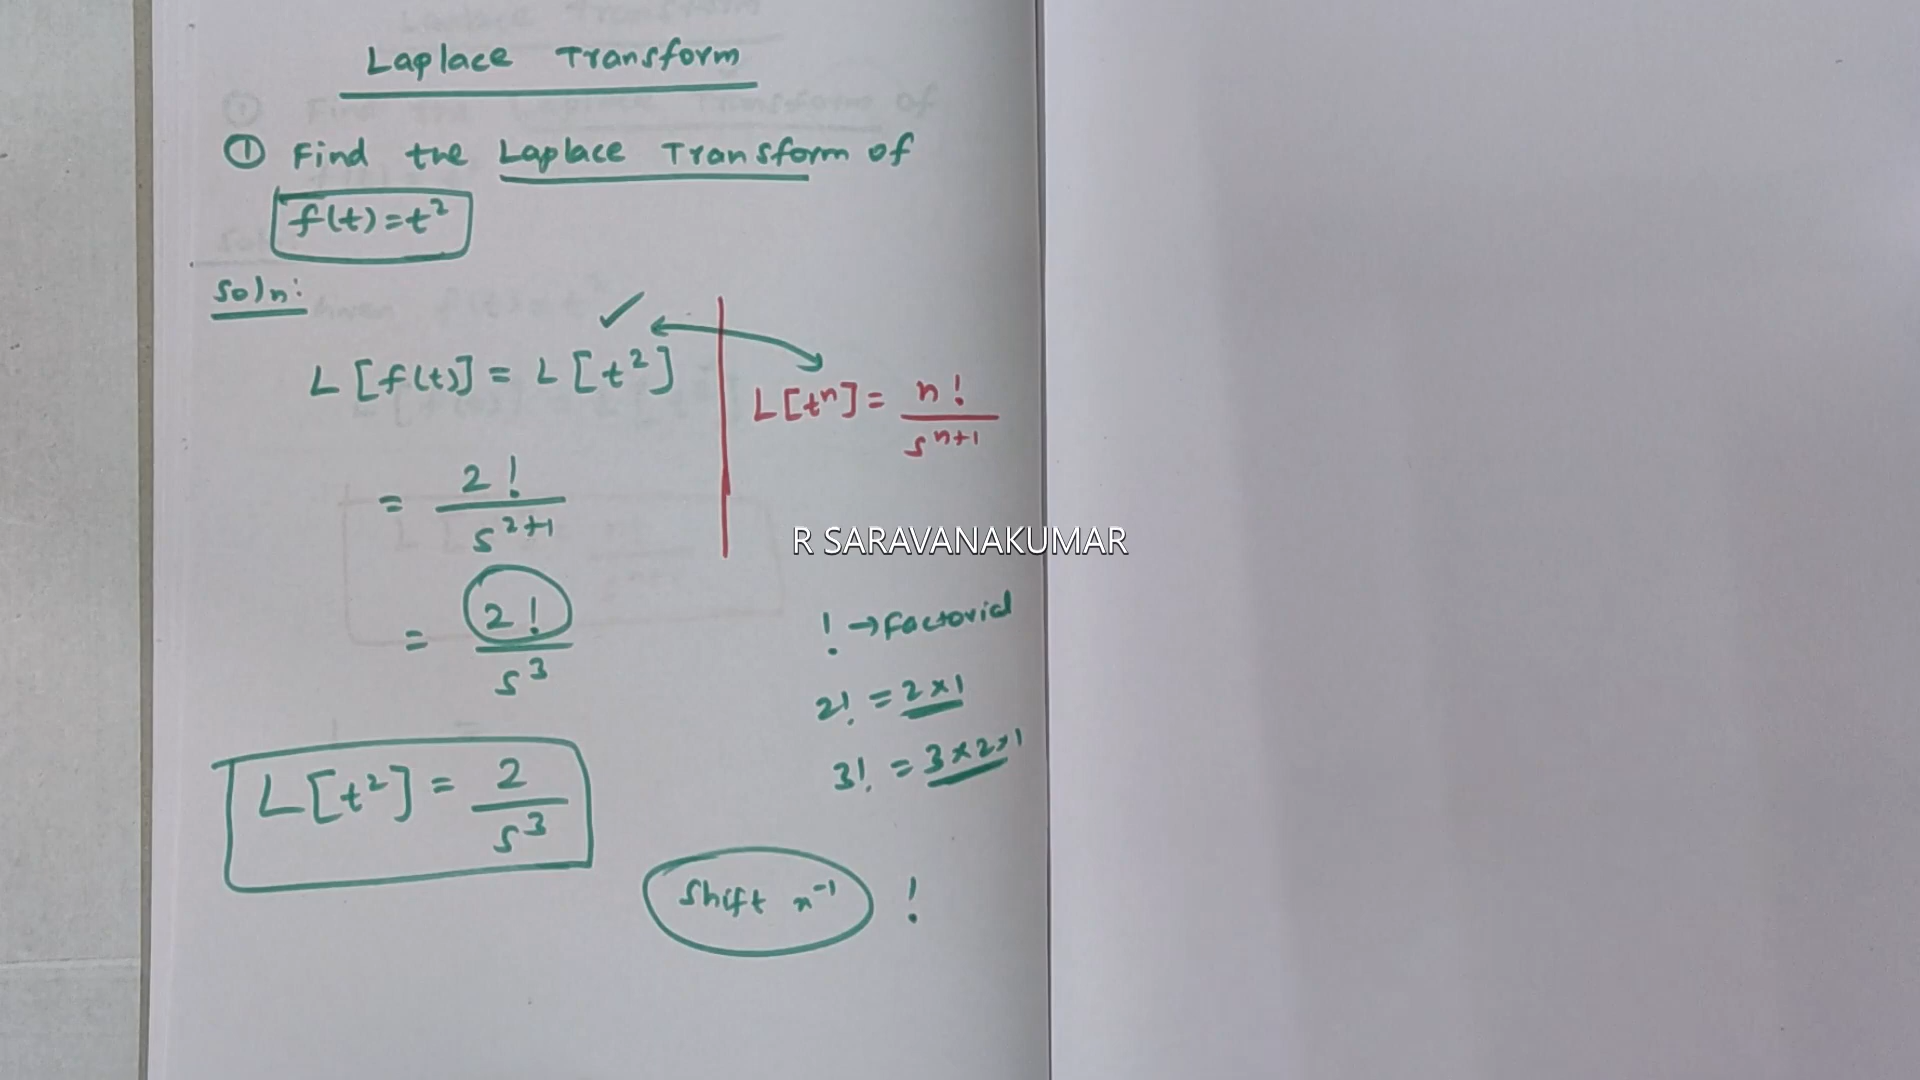 Laplace Transform
① Find the Laplace Transform of
f(t)=t²
Soln:
✓
L[f(t)] = L[t²]
L[tⁿ] = n! / sⁿ⁺¹
= 2! / s²⁺¹
R SARAVANAKUMAR
= 2! / s³
! → Factorial
2! = 2×1
3! = 3×2×1
L[t²] = 2 / s³
Shift x⁻¹ !